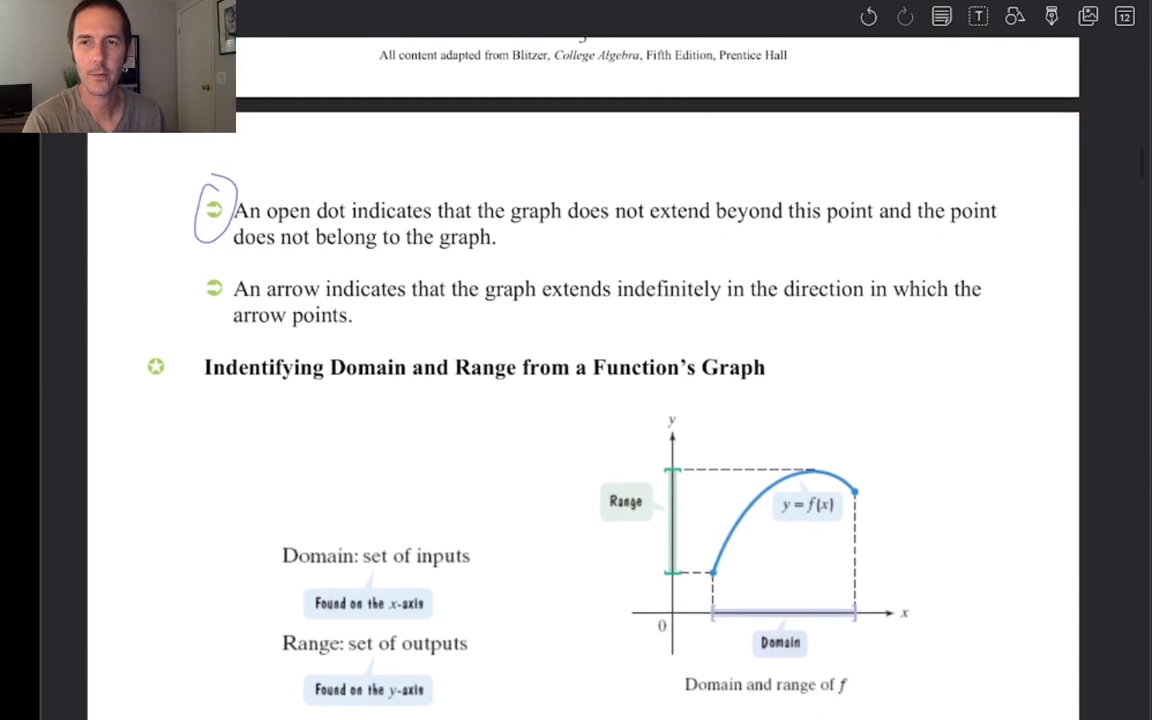 12
All content adapted from Blitzer, College Algebra, Fifth Edition, Prentice Hall
An open dot indicates that the graph does not extend beyond this point and the point
does not belong to the graph.
An arrow indicates that the graph extends indefinitely in the direction in which the
arrow points.
Indentifying Domain and Range from a Function's Graph
y
Range
y = f(x)
Domain: set of inputs
Found on the x-axis
Range: set of outputs
Found on the y-axis
0
x
Domain
Domain and range of f